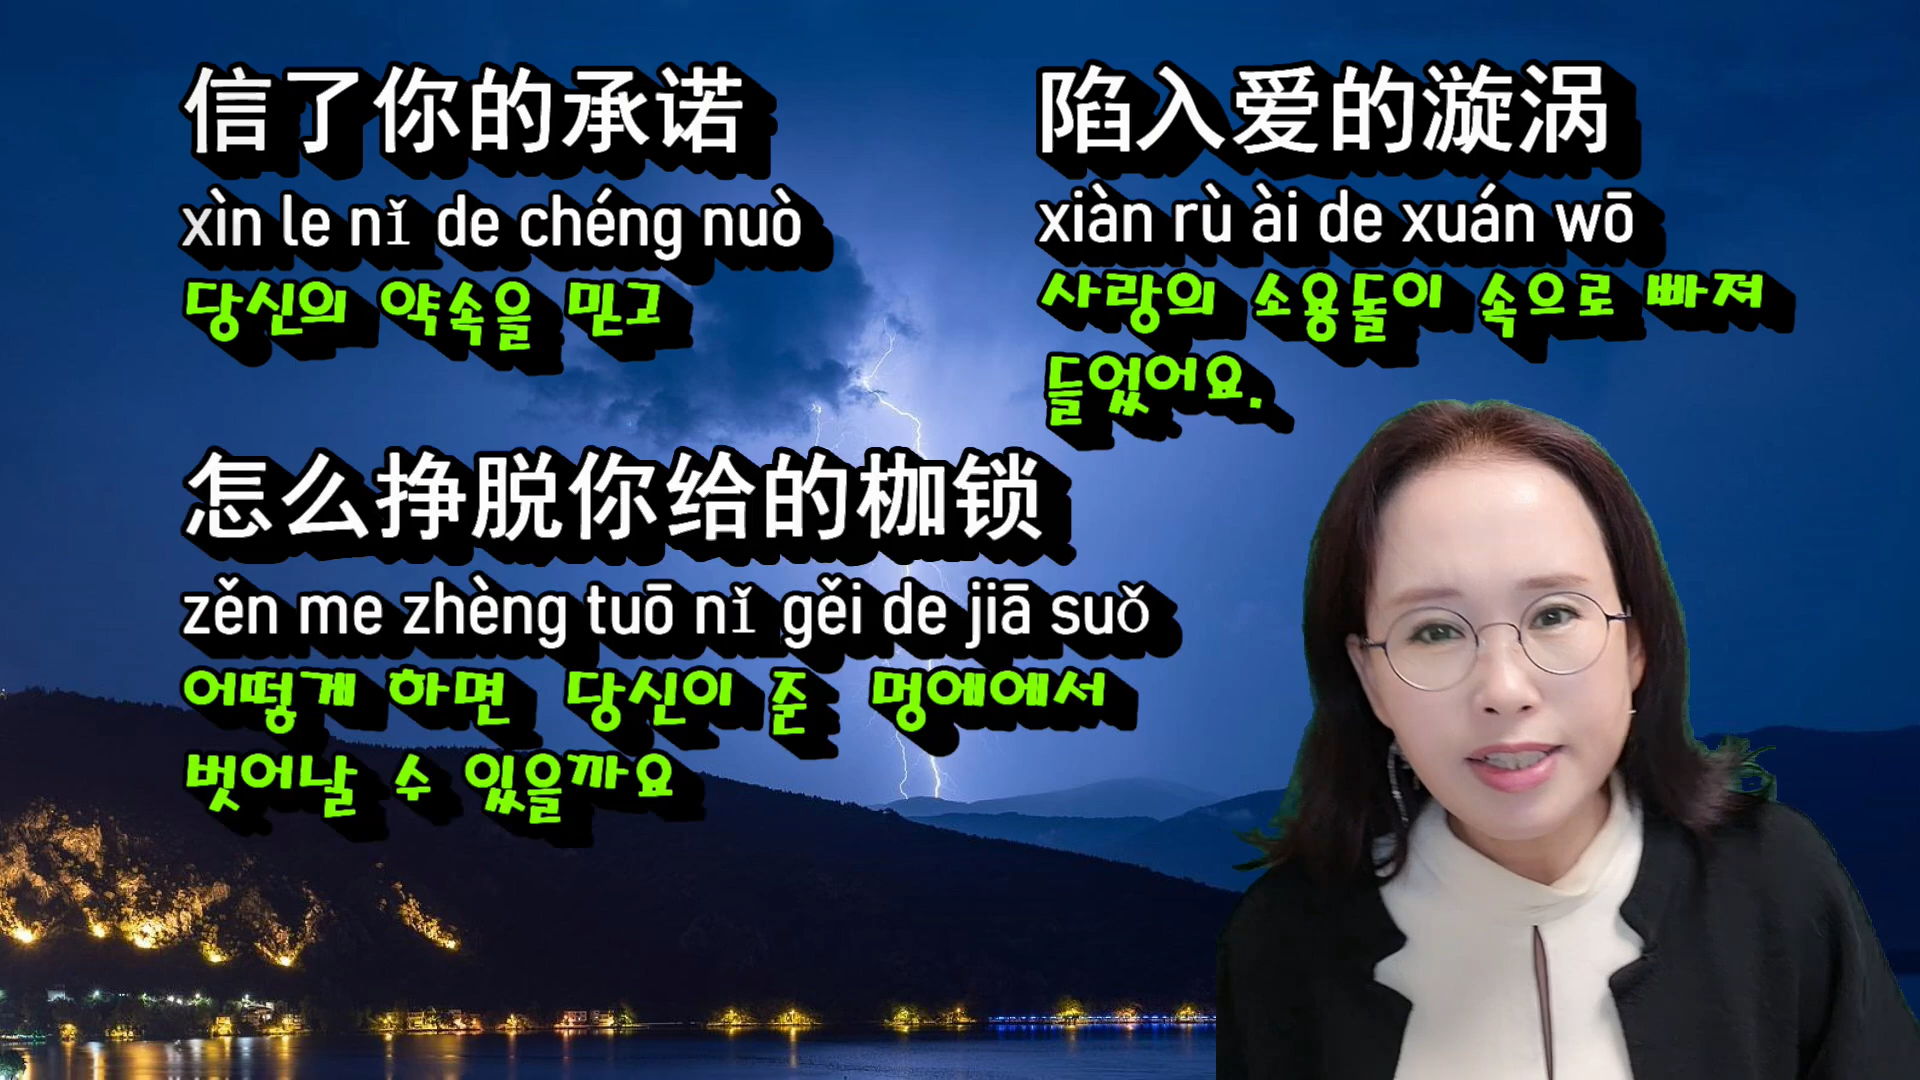 信了你的承诺
xìn le nǐ de chéng nuò
당신의 약속을 믿고
陷入爱的漩涡
xiàn rù ài de xuán wō
사랑의 소용돌이 속으로 빠져
들었어요.
怎么挣脱你给的枷锁
zěn me zhèng tuō nǐ gěi de jiā suǒ
어떻게 하면 당신이 준 멍에에서
벗어날 수 있을까요